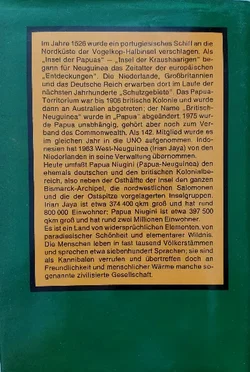 Im Jahre 1526 wurde ein portugiesisches Schiff an die
Nordküste der Vogelkop-Halbinsel verschlagen. Als
„Insel der Papuas" – „Insel der Kraushaarigen" be-
gann für Neuguinea das Zeitalter der europäischen
"Entdeckungen". Die Niederlande, Großbritannien
und das Deutsche Reich erwarben dort im Laufe der
nächsten Jahrhunderte „Schutzgebiete". Das Papua-
Territorium war bis 1906 britische Kolonie und wurde
dann an Australien abgetreten; der Name „Britisch-
Neuguinea" wurde in „Papua" abgeändert. 1975 wur-
de Papua unabhängig, gehört aber noch zum Ver-
band des Commonwealth. Als 142. Mitglied wurde es
im gleichen Jahr in die UNO aufgenommen. Indo-
nesien hat 1963 West-Neuguinea (Irian Jaya) von den
Niederlanden in seine Verwaltung übernommen.
Heute umfaßt Papua Niugini (Papua-Neuguinea) den
ehemals deutschen und den britischen Kolonialbe-
reich, also neben der Osthälfte der Insel den ganzen
Bismarck-Archipel, die nordwestlichen Salomonen
und die der Ostspitze vorgelagerten Inselgruppen.
Irian Jaya ist etwa 374 400 qkm groß und hat rund
800 000 Einwohner; Papua Niugini ist etwa 397 500
qkm groß und hat rund zwei Millionen Einwohner.
Es ist ein Land von widersprüchlichen Elementen, von
paradiesischer Schönheit und elementarer Wildnis.
Die Menschen leben in fast tausend Völkerstämmen
und sprechen etwa siebenhundert Sprachen; sie sind
als Kannibalen verrufen und übertreffen doch an
Freundlichkeit und menschlicher Wärme manche so-
genannte zivilisierte Gesellschaft.